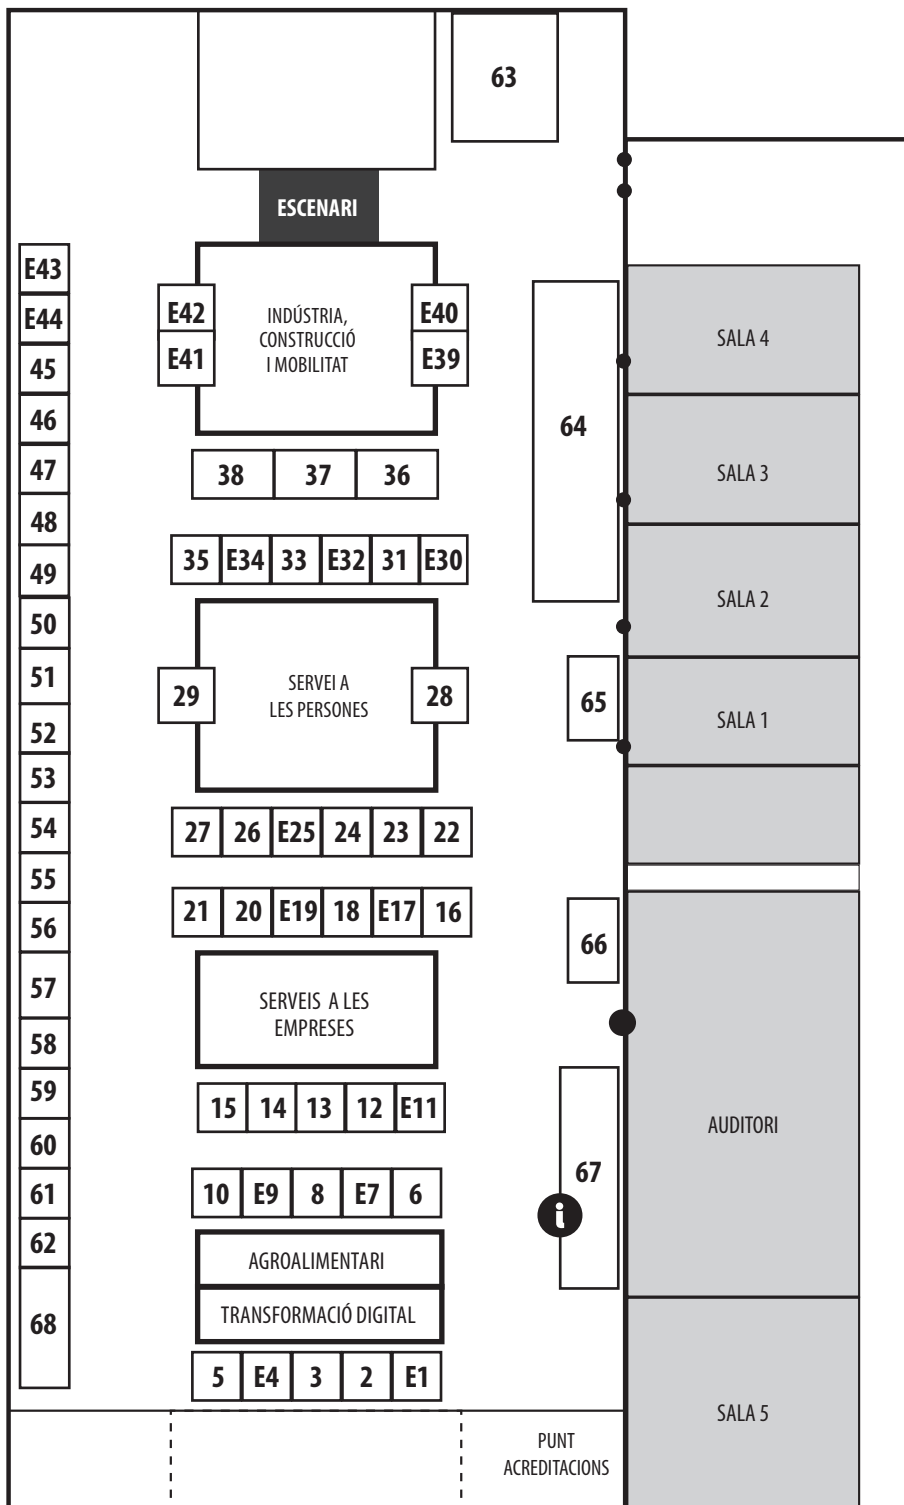 63
ESCENARI
E43
E44
45
46
47
48
49
50
51
52
53
54
55
56
57
58
59
60
61
62
68
E42
E41
INDÚSTRIA,
CONSTRUCCIÓ
I MOBILITAT
E40
E39
38 37 36
35 E34 33 E32 31 E30
29
SERVEI A
LES PERSONES
28
27 26 E25 24 23 22
21 20 E19 18 E17 16
SERVEIS A LES
EMPRESES
15 14 13 12 E11
10 E9 8 E7 6
AGROALIMENTARI
TRANSFORMACIÓ DIGITAL
5 E4 3 2 E1
64
65
66
67
i
PUNT
ACREDITACIONS
SALA 4
SALA 3
SALA 2
SALA 1
AUDITORI
SALA 5